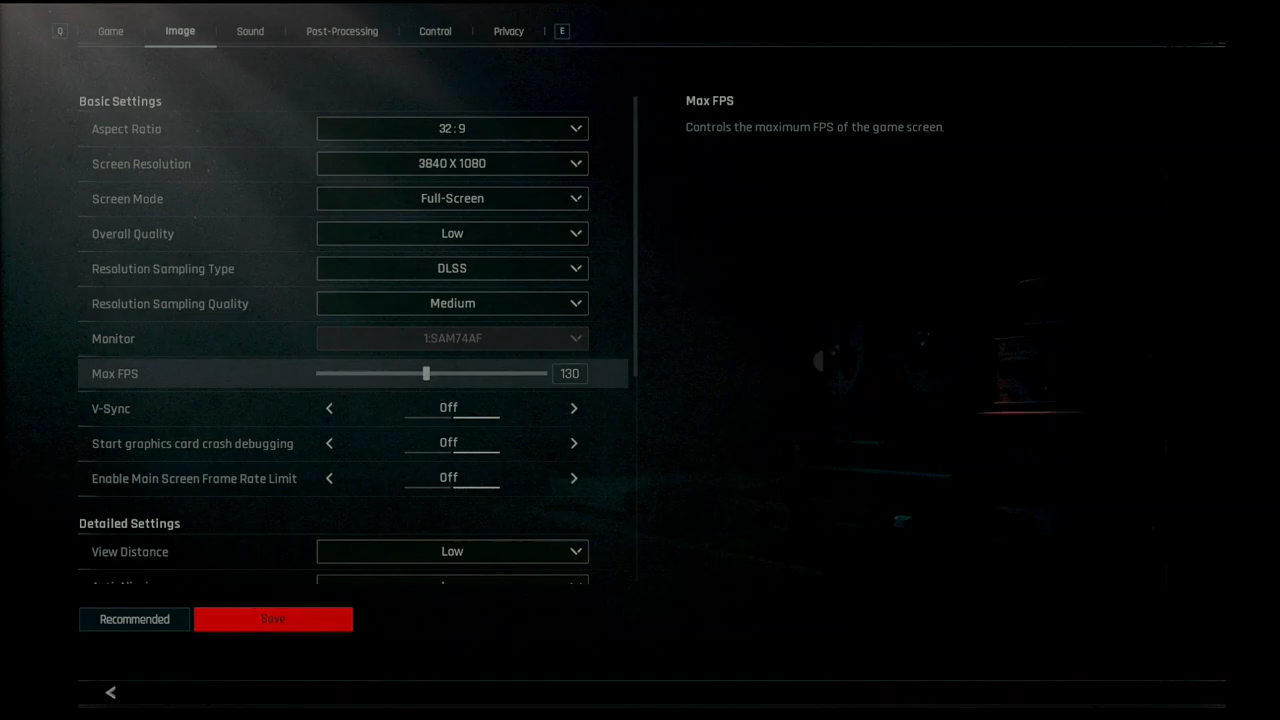 Q Game Image Sound Post-Processing Control Privacy E
Basic Settings
Aspect Ratio 32:9
Screen Resolution 3840 X 1080
Screen Mode Full-Screen
Overall Quality Low
Resolution Sampling Type DLSS
Resolution Sampling Quality Medium
Monitor 1:SAM74AF
Max FPS 130
V-Sync Off
Start graphics card crash debugging Off
Enable Main Screen Frame Rate Limit Off
Detailed Settings
View Distance Low
Recommended Save
Max FPS
Controls the maximum FPS of the game screen.